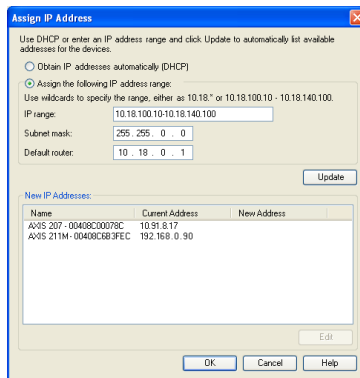 Assign IP Address
Use DHCP or enter an IP address range and click Update to automatically list available
addresses for the devices.
Obtain IP addresses automatically (DHCP)
Assign the following IP address range:
Use wildcards to specify the range, either as 10.18.* or 10.18.100.10 - 10.18.140.100.
IP range: 10.18.100.10-10.18.140.100
Subnet mask: 255 . 255 . 0 . 0
Default router: 10 . 18 . 0 . 1
Update
New IP Addresses:
Name Current Address New Address
AXIS 207 - 00408C00078C 10.91.8.17
AXIS 211M - 00408C6B3FEC 192.168.0.90
Edit
OK Cancel Help